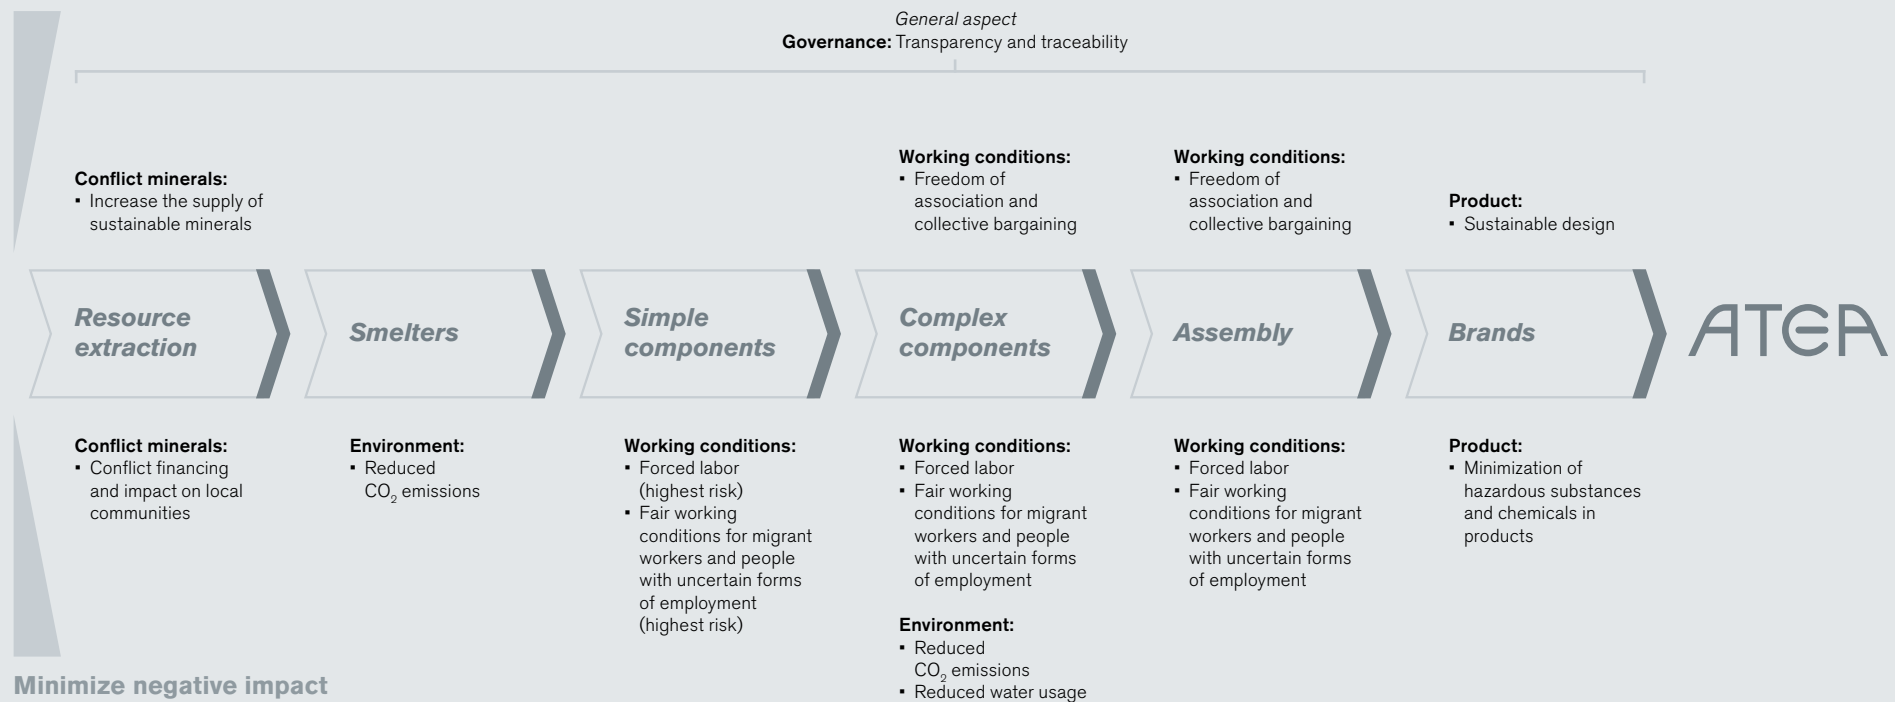 General aspect
Governance: Transparency and traceability
Conflict minerals:
▪ Increase the supply of
sustainable minerals
Working conditions:
▪ Freedom of
association and
collective bargaining
Working conditions:
▪ Freedom of
association and
collective bargaining
Product:
▪ Sustainable design
Resource
extraction
Smelters
Simple
components
Complex
components
Assembly
Brands
ATEA
Conflict minerals:
▪ Conflict financing
and impact on local
communities
Environment:
▪ Reduced
CO₂ emissions
Working conditions:
▪ Forced labor
(highest risk)
▪ Fair working
conditions for migrant
workers and people
with uncertain forms
of employment
(highest risk)
Working conditions:
▪ Forced labor
▪ Fair working
conditions for migrant
workers and people
with uncertain forms
of employment
Environment:
▪ Reduced
CO₂ emissions
▪ Reduced water usage
Working conditions:
▪ Forced labor
▪ Fair working
conditions for migrant
workers and people
with uncertain forms
of employment
Product:
▪ Minimization of
hazardous substances
and chemicals in
products
Minimize negative impact